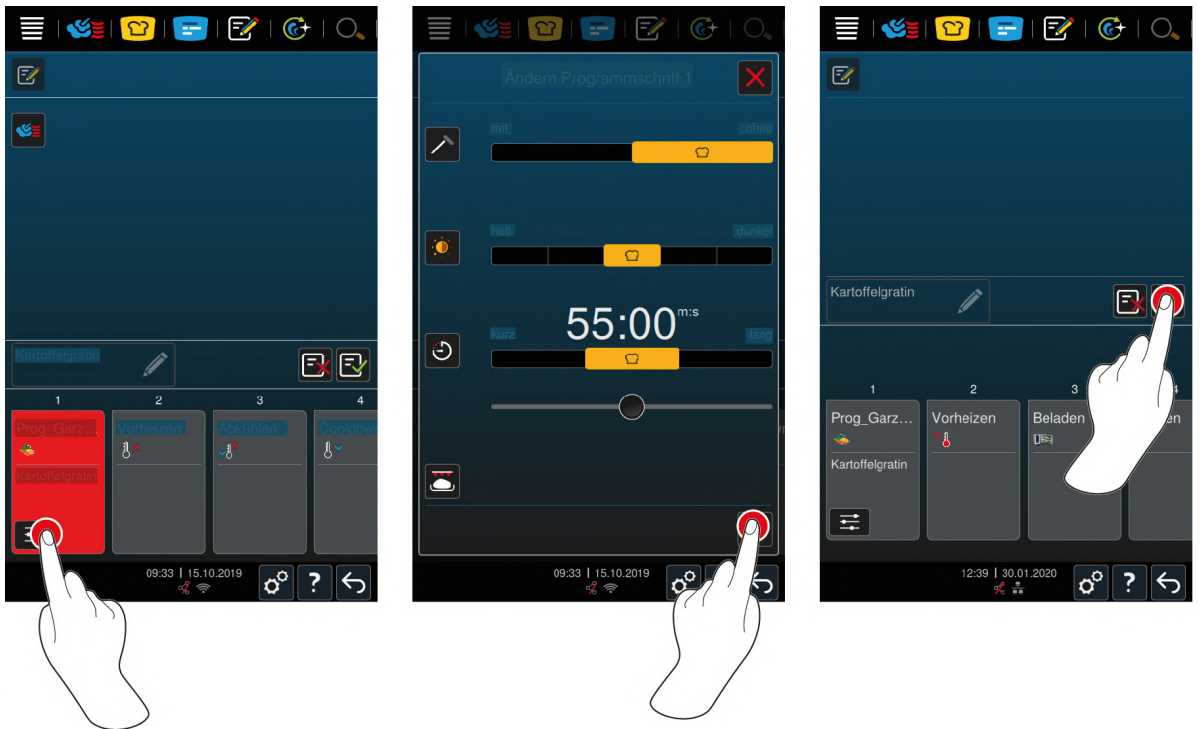 Kartoffelgratin
1 2 3 4
Prog_Garz... Vorheizen Abkühlen Cooldow
Kartoffelgratin
09:33 | 15.10.2019
?
Ändern Programmschritt 1
mit ohne
hell dunkel
55:00 m:s
kurz lang
09:33 | 15.10.2019
Kartoffelgratin
1 2 3 4
Prog_Garz... Vorheizen Beladen en
Kartoffelgratin
12:39 | 30.01.2020
?